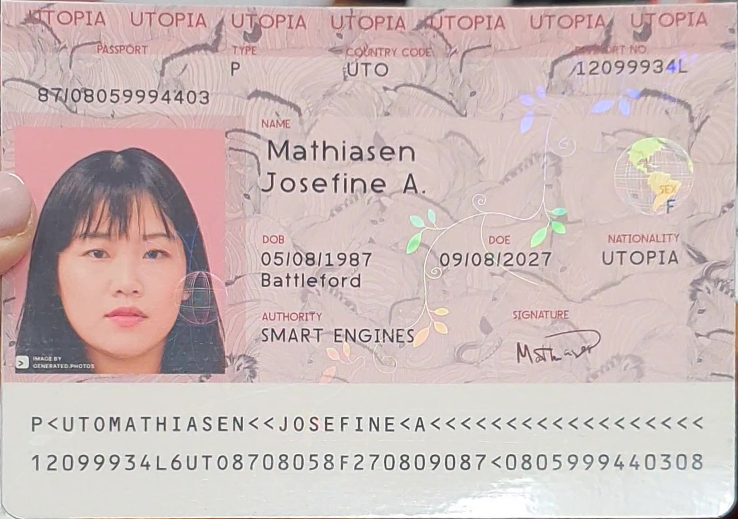 UTOPIA UTOPIA UTOPIA UTOPIA UTOPIA UTOPIA UTOPIA
PASSPORT TYPE COUNTRY CODE PASSPORT NO.
P UTO 12099934L
87/08059994403
NAME
Mathiasen
Josefine A.
SEX
F
DOB DOE NATIONALITY
05/08/1987 09/08/2027 UTOPIA
Battleford
AUTHORITY SIGNATURE
SMART ENGINES
IMAGE BY
GENERATED.PHOTOS
P<UTOMATHIASEN<<JOSEFINE<A<<<<<<<<<<<<<<<<<<
12099934L6UTO8708058F270809087<0805999440308